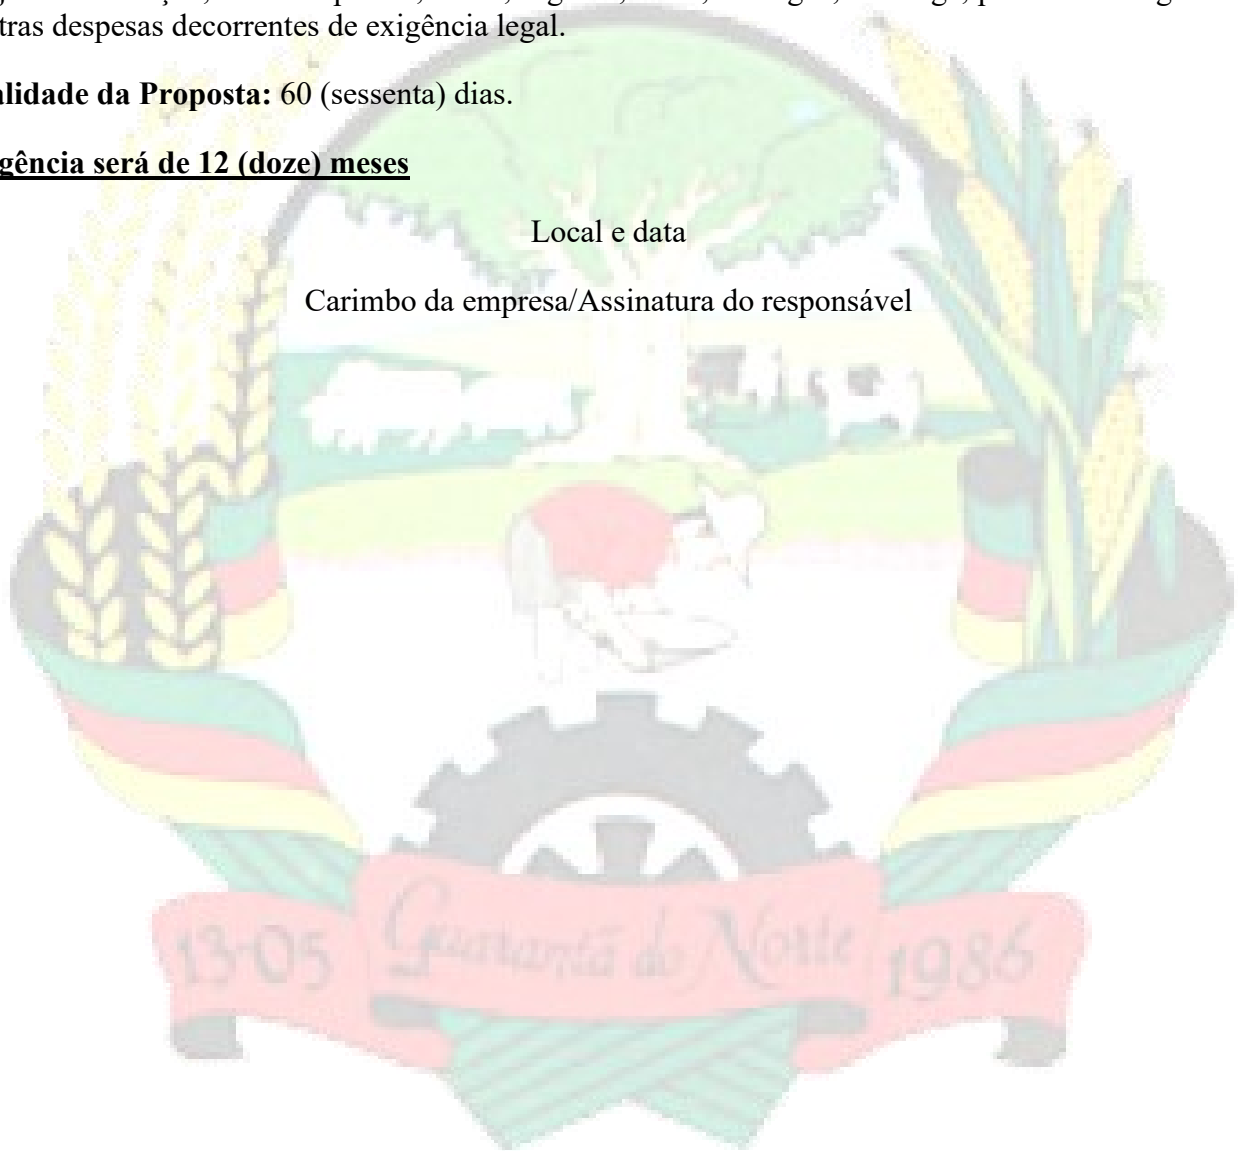 tras despesas decorrentes de exigência legal.
alidade da Proposta: 60 (sessenta) dias.
gência será de 12 (doze) meses
Local e data
Carimbo da empresa/Assinatura do responsável
13-05 Guarantã do Norte 1986